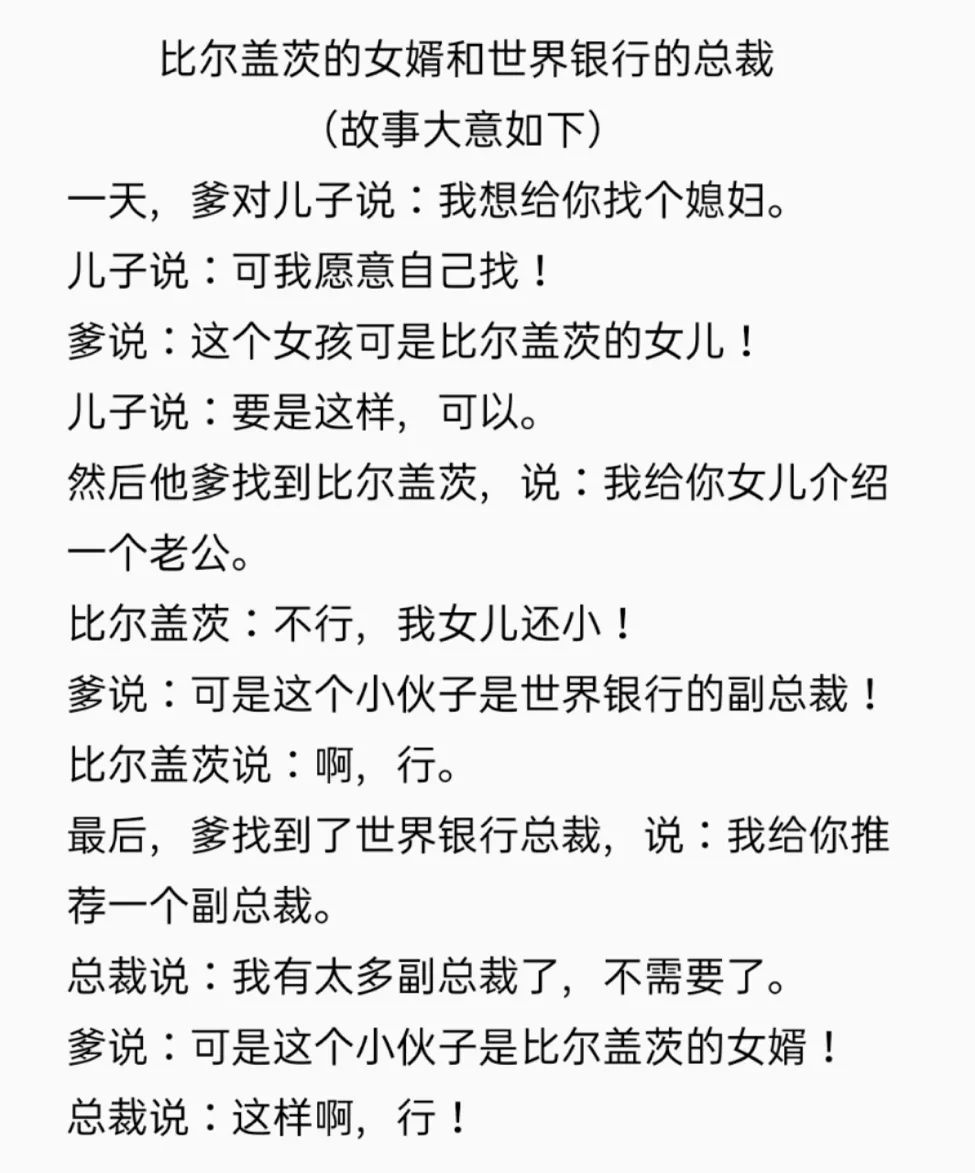 比尔盖茨的女婿和世界银行的总裁
（故事大意如下）
一天，爹对儿子说：我想给你找个媳妇。
儿子说：可我愿意自己找！
爹说：这个女孩可是比尔盖茨的女儿！
儿子说：要是这样，可以。
然后他爹找到比尔盖茨，说：我给你女儿介绍
一个老公。
比尔盖茨：不行，我女儿还小！
爹说：可是这个小伙子是世界银行的副总裁！
比尔盖茨说：啊，行。
最后，爹找到了世界银行总裁，说：我给你推
荐一个副总裁。
总裁说：我有太多副总裁了，不需要了。
爹说：可是这个小伙子是比尔盖茨的女婿！
总裁说：这样啊，行！